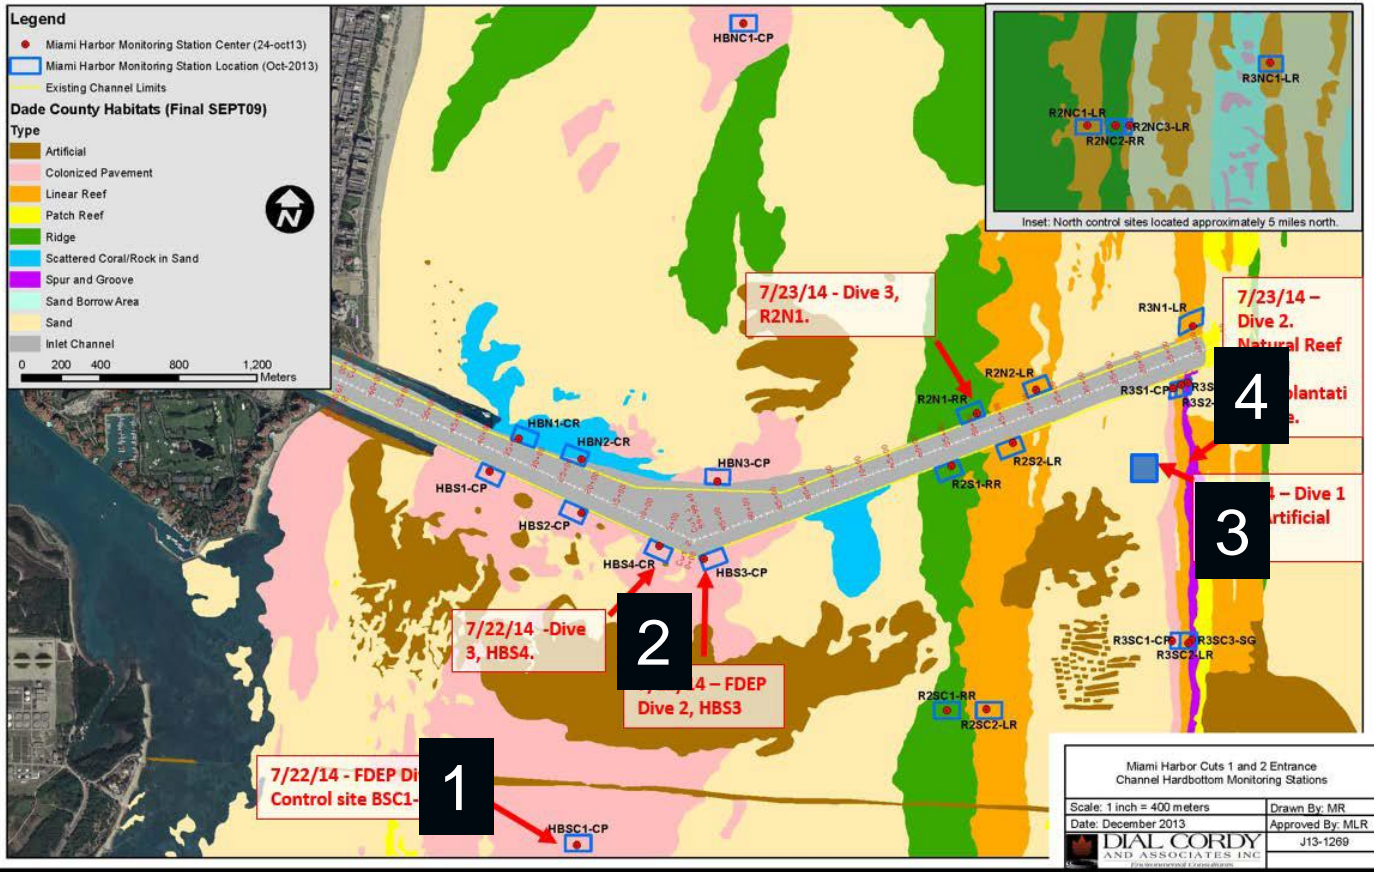 Legend
Miami Harbor Monitoring Station Center (24-oct13)
Miami Harbor Monitoring Station Location (Oct-2013)
Existing Channel Limits
Dade County Habitats (Final SEPT09)
Type
Artificial
Colonized Pavement
Linear Reef
Patch Reef
Ridge
Scattered Coral/Rock in Sand
Spur and Groove
Sand Borrow Area
Sand
Inlet Channel
N
0 200 400 800 1,200
Meters
HBNC1-CP
R3NC1-LR
R2NC1-LR
R2NC3-LR
R2NC2-RR
Inset: North control sites located approximately 5 miles north.
7/23/14 - Dive 3,
R2N1.
7/23/14 –
Dive 2.
Natural Reef
plantati
e.
4
R3N1-LR
R2N2-LR
R2N1-RR
R3S1-CP
R3S
R3S2-
HBN1-CR
HBN2-CR
HBN3-CP
HBS1-CP
HBS2-CP
HBS4-CR
HBS3-CP
R2S2-LR
R2S1-RR
4 – Dive 1
Artificial
3
7/22/14 -Dive
3, HBS4.
2
14 – FDEP
Dive 2, HBS3
R3SC1-CP
R3SC3-SG
R3SC2-LR
R2SC1-RR
R2SC2-LR
7/22/14 - FDEP Di
Control site BSC1-
1
HBSC1-CP
Miami Harbor Cuts 1 and 2 Entrance
Channel Hardbottom Monitoring Stations
Scale: 1 inch = 400 meters
Drawn By: MR
Date: December 2013
Approved By: MLR
DIAL CORDY
AND ASSOCIATES INC
Environmental Consultants
J13-1269